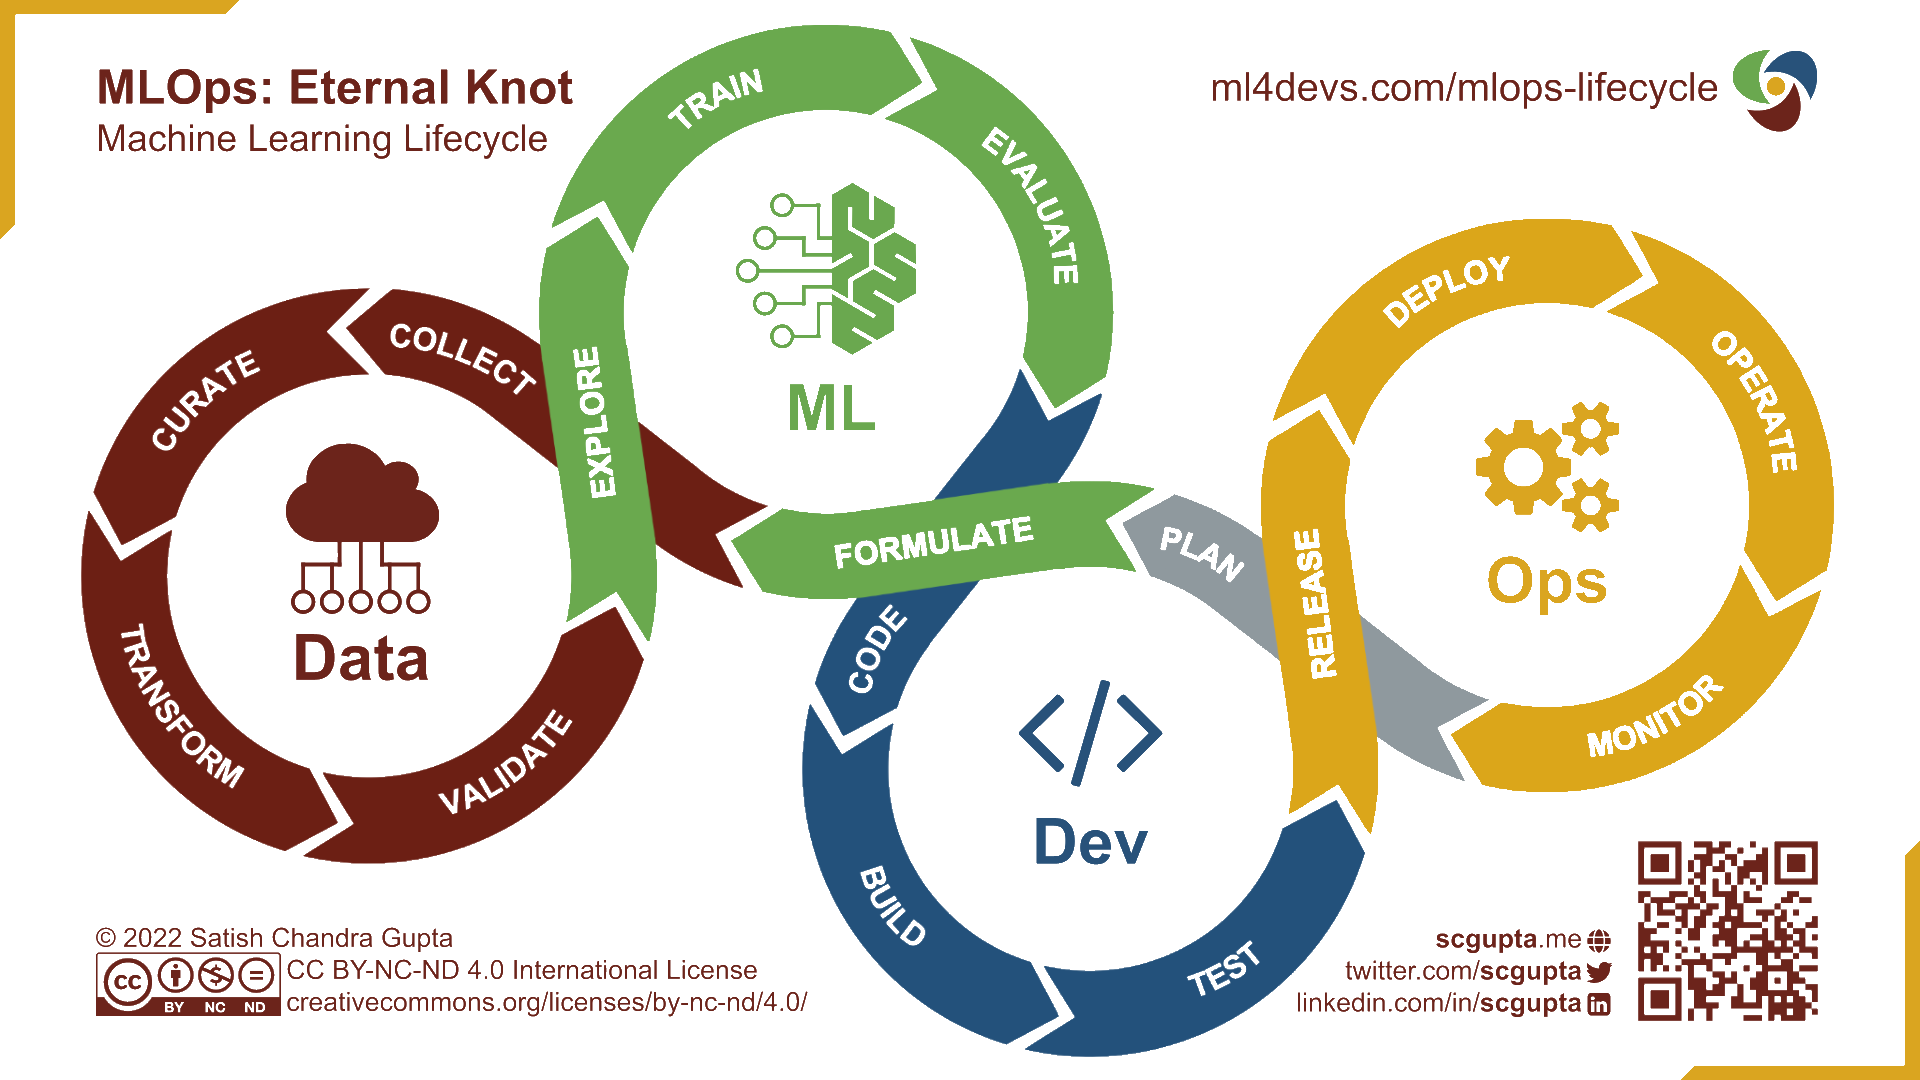 MLOps: Eternal Knot
Machine Learning Lifecycle
ml4devs.com/mlops-lifecycle
COLLECT
CURATE
TRANSFORM
VALIDATE
Data
EXPLORE
TRAIN
EVALUATE
ML
FORMULATE
PLAN
CODE
BUILD
TEST
Dev
RELEASE
DEPLOY
OPERATE
MONITOR
Ops
© 2022 Satish Chandra Gupta
CC BY-NC-ND 4.0 International License
creativecommons.org/licenses/by-nc-nd/4.0/
cc
BY NC ND
scgupta.me
twitter.com/scgupta
linkedin.com/in/scgupta
in